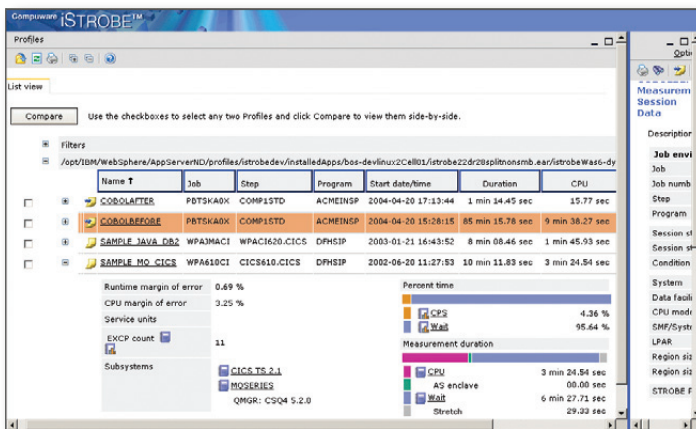 Compuware iSTROBE™
Profiles
List view
Compare Use the checkboxes to select any two Profiles and click Compare to view them side-by-side.
Filters
/opt/IBM/WebSphere/AppServerND/profiles/istrobedev/installedApps/bos-devlinux2Cell01/istrobe22dr28splitnonsmb.ear/istrobeWas6-dy
Name ↑ Job Step Program Start date/time Duration CPU
COBOLAFTER PBTSKA0X COMP1STD ACMEINSP 2004-04-20 17:13:44 1 min 14.45 sec 15.77 sec
COBOLBEFORE PBTSKA0X COMP1STD ACMEINSP 2004-04-20 15:28:15 85 min 15.78 sec 9 min 38.27 sec
SAMPLE JAVA DB2 WPA3MACI WPACI620.CICS DFHSIP 2003-01-21 16:43:52 8 min 08.46 sec 1 min 45.93 sec
SAMPLE MQ CICS WPA610CI CICS610.CICS DFHSIP 2002-06-20 11:27:53 10 min 11.83 sec 3 min 24.54 sec
Runtime margin of error 0.69 %
CPU margin of error 3.25 %
Service units
EXCP count 11
Subsystems CICS TS 2.1
MQSERIES
QMGR: CSQ4 5.2.0
Percent time
CPS 4.36 %
Wait 95.64 %
Measurement duration
CPU 3 min 24.54 sec
AS enclave 00.00 sec
Wait 6 min 27.71 sec
Stretch 29.33 sec
Measurem
Session
Data
Description
Job envi
Job
Job numb
Step
Program
Session st
Session st
Condition
System
Data facili
CPU mode
SMF/Syst
LPAR
Region siz
Region siz